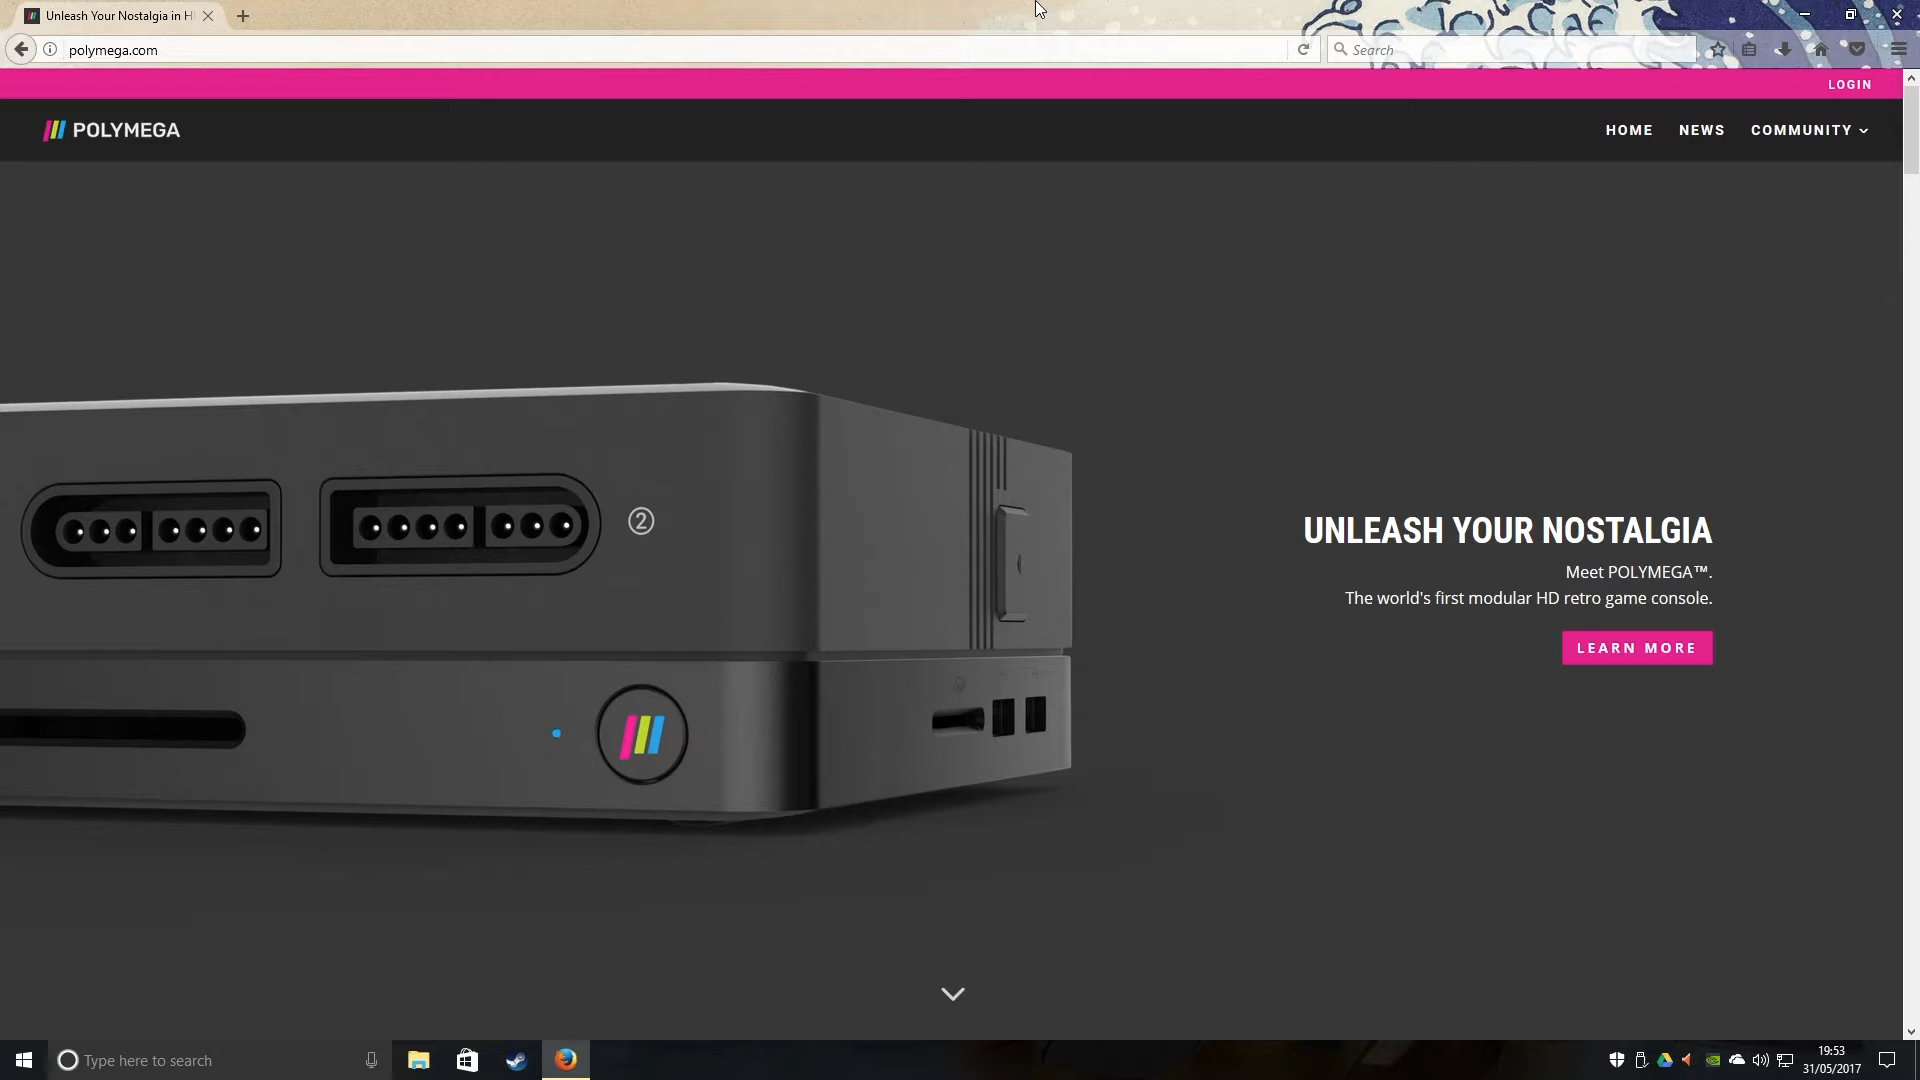 Unleash Your Nostalgia in H
polymega.com
Search
LOGIN
POLYMEGA
HOME NEWS COMMUNITY
2
UNLEASH YOUR NOSTALGIA
Meet POLYMEGA™.
The world's first modular HD retro game console.
LEARN MORE
Type here to search
19:53
31/05/2017